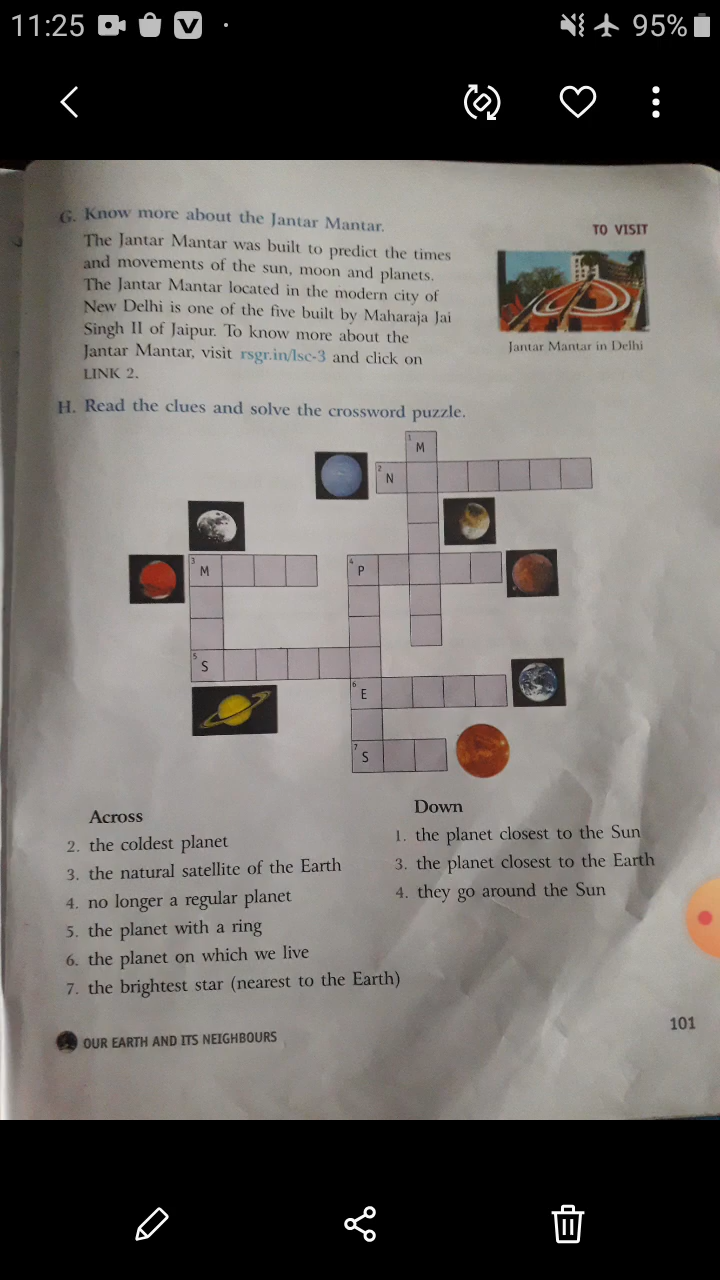 11:25
V
95%
G. Know more about the Jantar Mantar.
The Jantar Mantar was built to predict the times
and movements of the sun, moon and planets.
The Jantar Mantar located in the modern city of
New Delhi is one of the five built by Maharaja Jai
Singh II of Jaipur. To know more about the
Jantar Mantar, visit rsgr.in/lsc-3 and click on
LINK 2.
TO VISIT
Jantar Mantar in Delhi
H. Read the clues and solve the crossword puzzle.
1 M
2 N
3 M
4 P
5 S
6 E
7 S
Across
2. the coldest planet
3. the natural satellite of the Earth
4. no longer a regular planet
5. the planet with a ring
6. the planet on which we live
7. the brightest star (nearest to the Earth)
Down
1. the planet closest to the Sun
3. the planet closest to the Earth
4. they go around the Sun
OUR EARTH AND ITS NEIGHBOURS
101